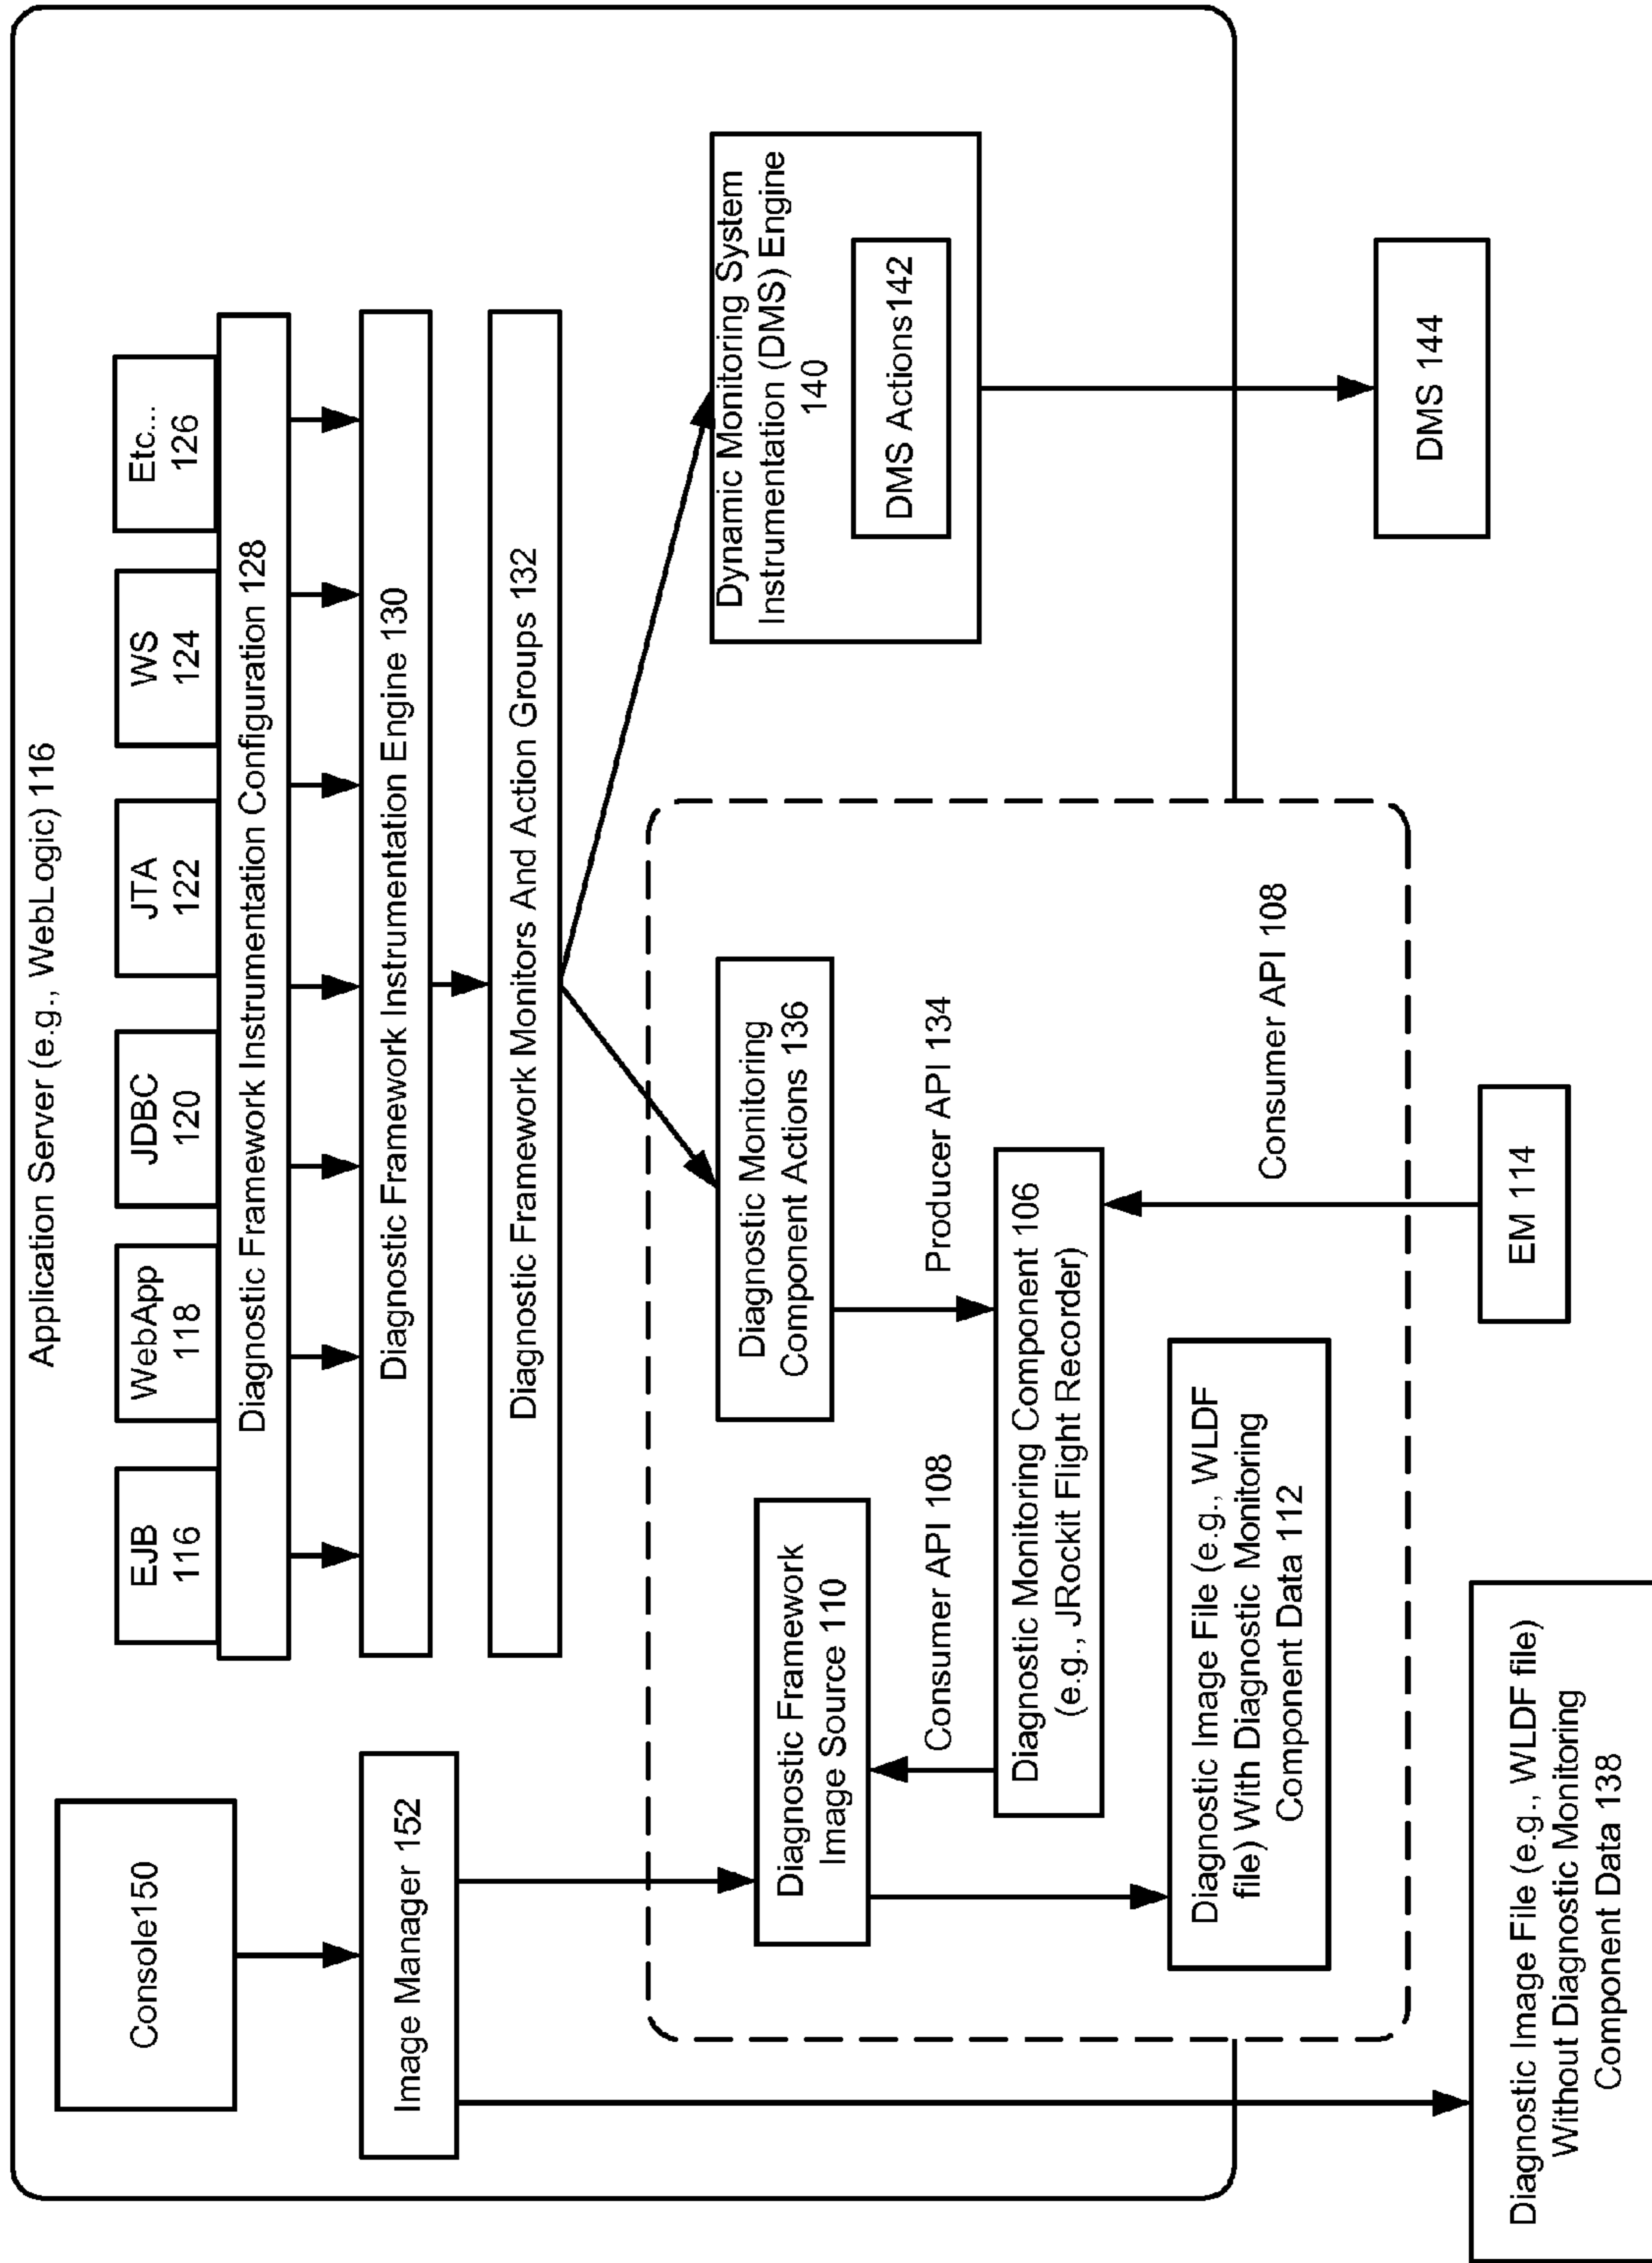 Application Server (e.g., WebLogic) 116
Console150
EJB
116
WebApp
118
JDBC
120
JTA
122
WS
124
Etc...
126
Diagnostic Framework Instrumentation Configuration 128
Image Manager 152
Diagnostic Framework Instrumentation Engine 130
Diagnostic Framework Monitors And Action Groups 132
Diagnostic Framework
Image Source 110
Diagnostic Monitoring
Component Actions 136
Dynamic Monitoring System
Instrumentation (DMS) Engine
140
DMS Actions142
Consumer API 108
Producer API 134
Diagnostic Monitoring Component 106
(e.g., JRockit Flight Recorder)
Diagnostic Image File (e.g., WLDF
file) With Diagnostic Monitoring
Component Data 112
Consumer API 108
Diagnostic Image File (e.g., WLDF file)
Without Diagnostic Monitoring
Component Data 138
EM 114
DMS 144